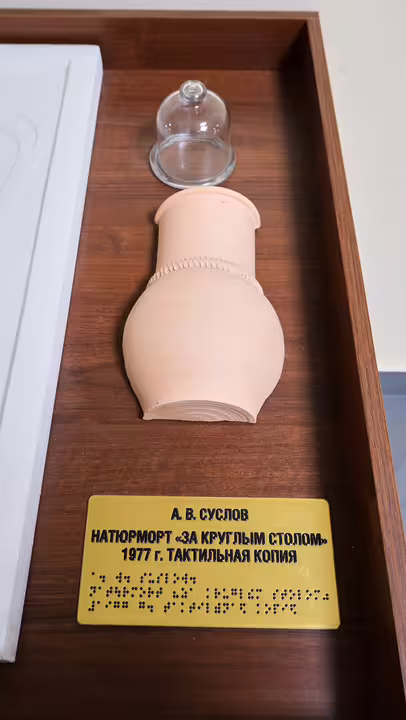 А. В. СУСЛОВ
НАТЮРМОРТ «ЗА КРУГЛЫМ СТОЛОМ»
1977 г. ТАКТИЛЬНАЯ КОПИЯ